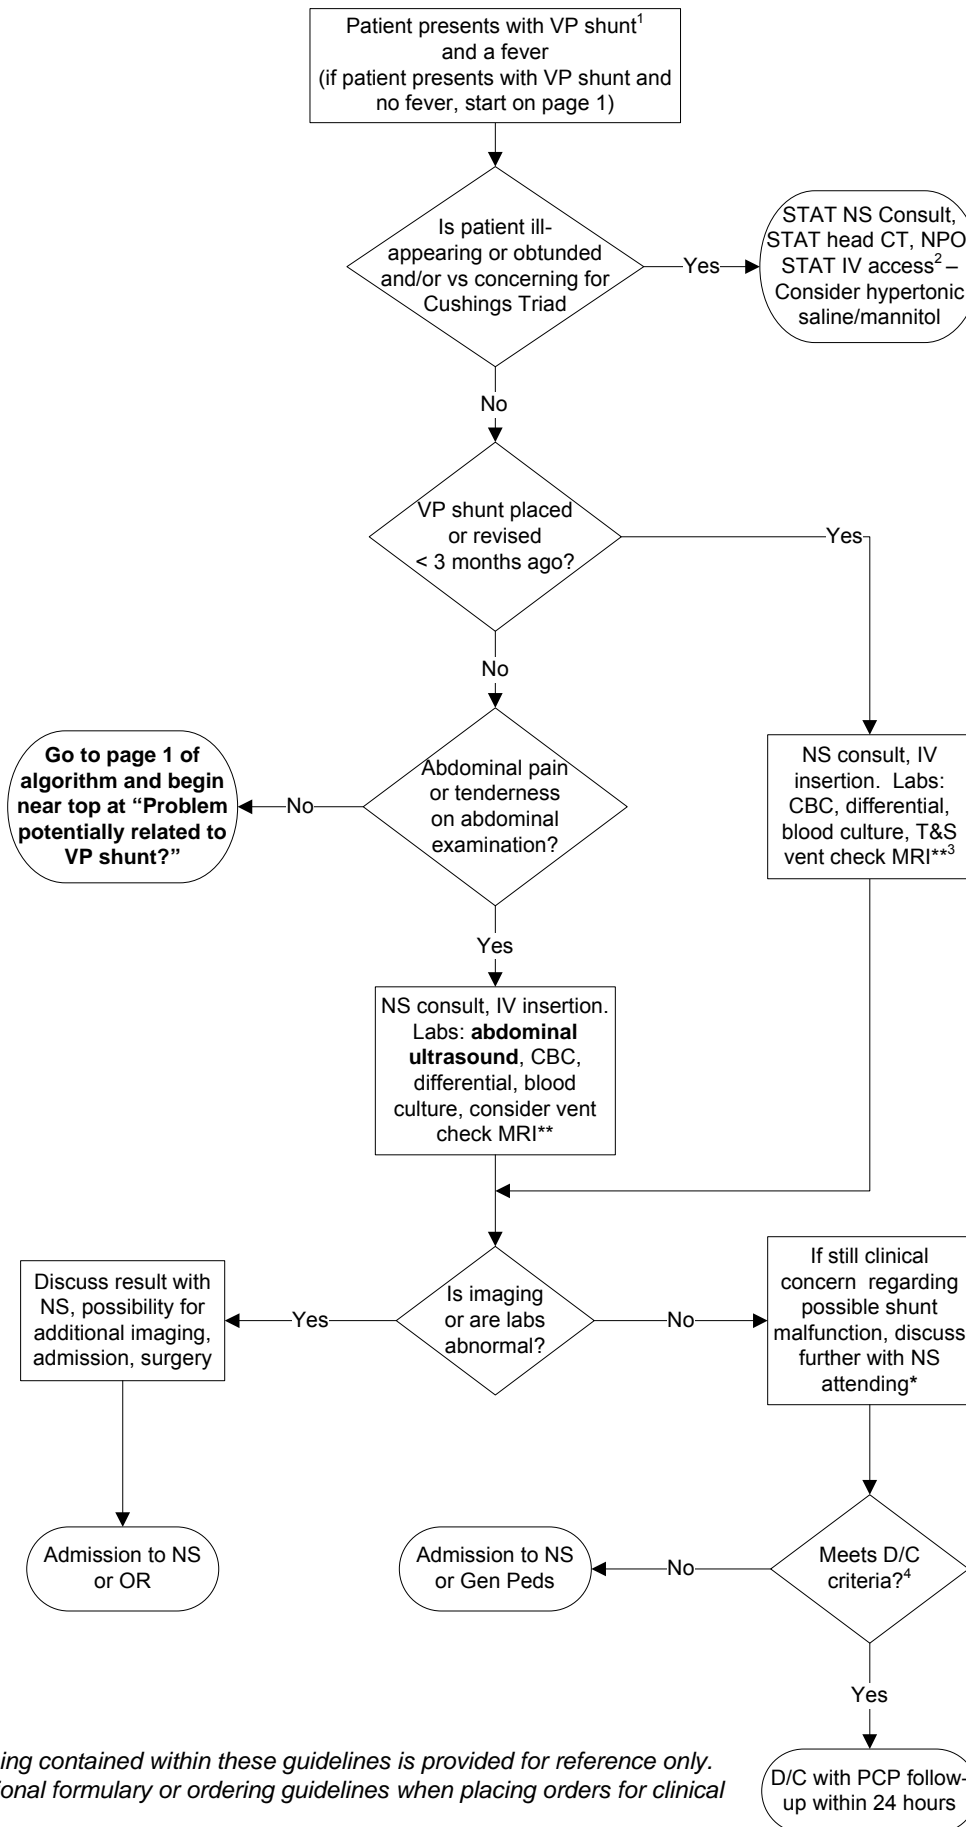 Patient presents with VP shunt1
and a fever
(if patient presents with VP shunt and
no fever, start on page 1)
Is patient ill-
appearing or obtunded
and/or vs concerning for
Cushings Triad
Yes
STAT NS Consult,
STAT head CT, NPO
STAT IV access2 –
Consider hypertonic
saline/mannitol
No
VP shunt placed
or revised
< 3 months ago?
Yes
No
Go to page 1 of
algorithm and begin
near top at “Problem
potentially related to
VP shunt?”
No
Abdominal pain
or tenderness
on abdominal
examination?
NS consult, IV
insertion. Labs:
CBC, differential,
blood culture, T&S
vent check MRI**3
Yes
NS consult, IV insertion.
Labs: abdominal
ultrasound, CBC,
differential, blood
culture, consider vent
check MRI**
Discuss result with
NS, possibility for
additional imaging,
admission, surgery
Yes
Is imaging
or are labs
abnormal?
No
If still clinical
concern regarding
possible shunt
malfunction, discuss
further with NS
attending*
Admission to NS
or OR
Admission to NS
or Gen Peds
No
Meets D/C
criteria?4
Yes
D/C with PCP follow-
up within 24 hours
ing contained within these guidelines is provided for reference only.
ional formulary or ordering guidelines when placing orders for clinical